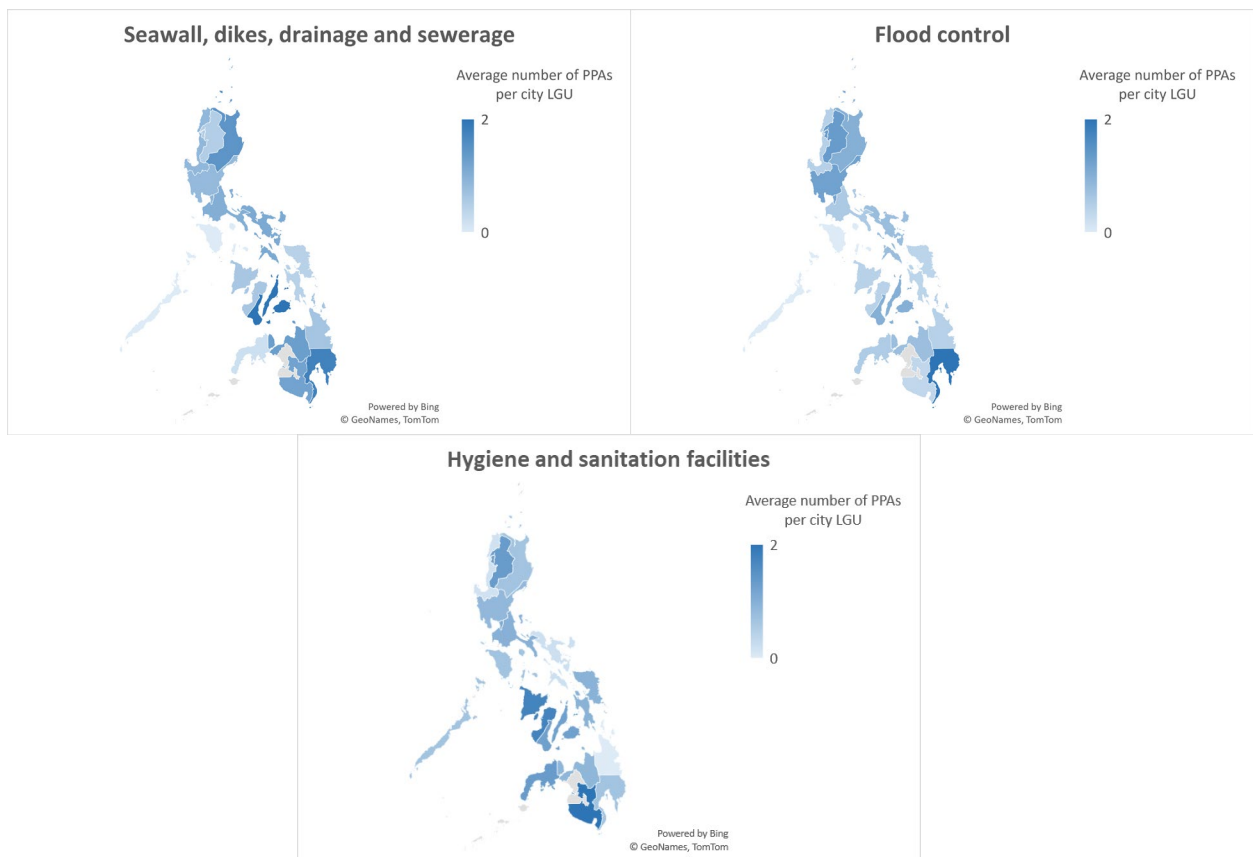 Seawall, dikes, drainage and sewerage
Average number of PPAs
per city LGU
2
0
Powered by Bing
© GeoNames, TomTom
Flood control
Average number of PPAs
per city LGU
2
0
Powered by Bing
© GeoNames, TomTom
Hygiene and sanitation facilities
Average number of PPAs
per city LGU
2
0
Powered by Bing
© GeoNames, TomTom